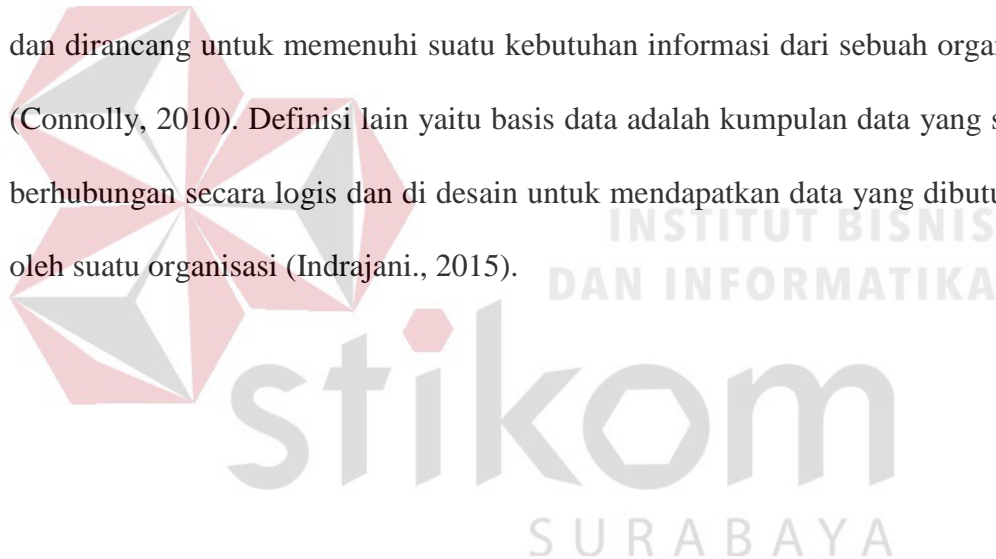 dan dirancang untuk memenuhi suatu kebutuhan informasi dari sebuah
(Connolly, 2010). Definisi lain yaitu basis data adalah kumpulan data yang
berhubungan secara logis dan di desain untuk mendapatkan data yang
oleh suatu organisasi (Indrajani., 2015).
INSTITUT BISNIS
DAN INFORMATIKA
stikom
SURABAYA